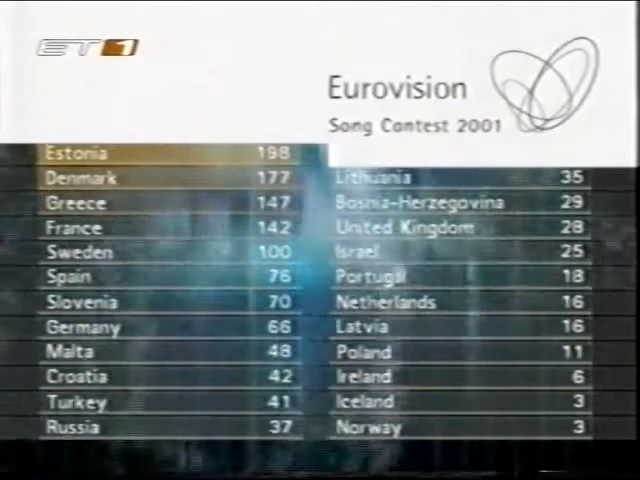 ET1
Eurovision
Song Contest 2001
Estonia 198
Denmark 177
Greece 147
France 142
Sweden 100
Spain 76
Slovenia 70
Germany 66
Malta 48
Croatia 42
Turkey 41
Russia 37
Lithuania 35
Bosnia-Herzegovina 29
United Kingdom 28
Israel 25
Portugal 18
Netherlands 16
Latvia 16
Poland 11
Ireland 6
Iceland 3
Norway 3